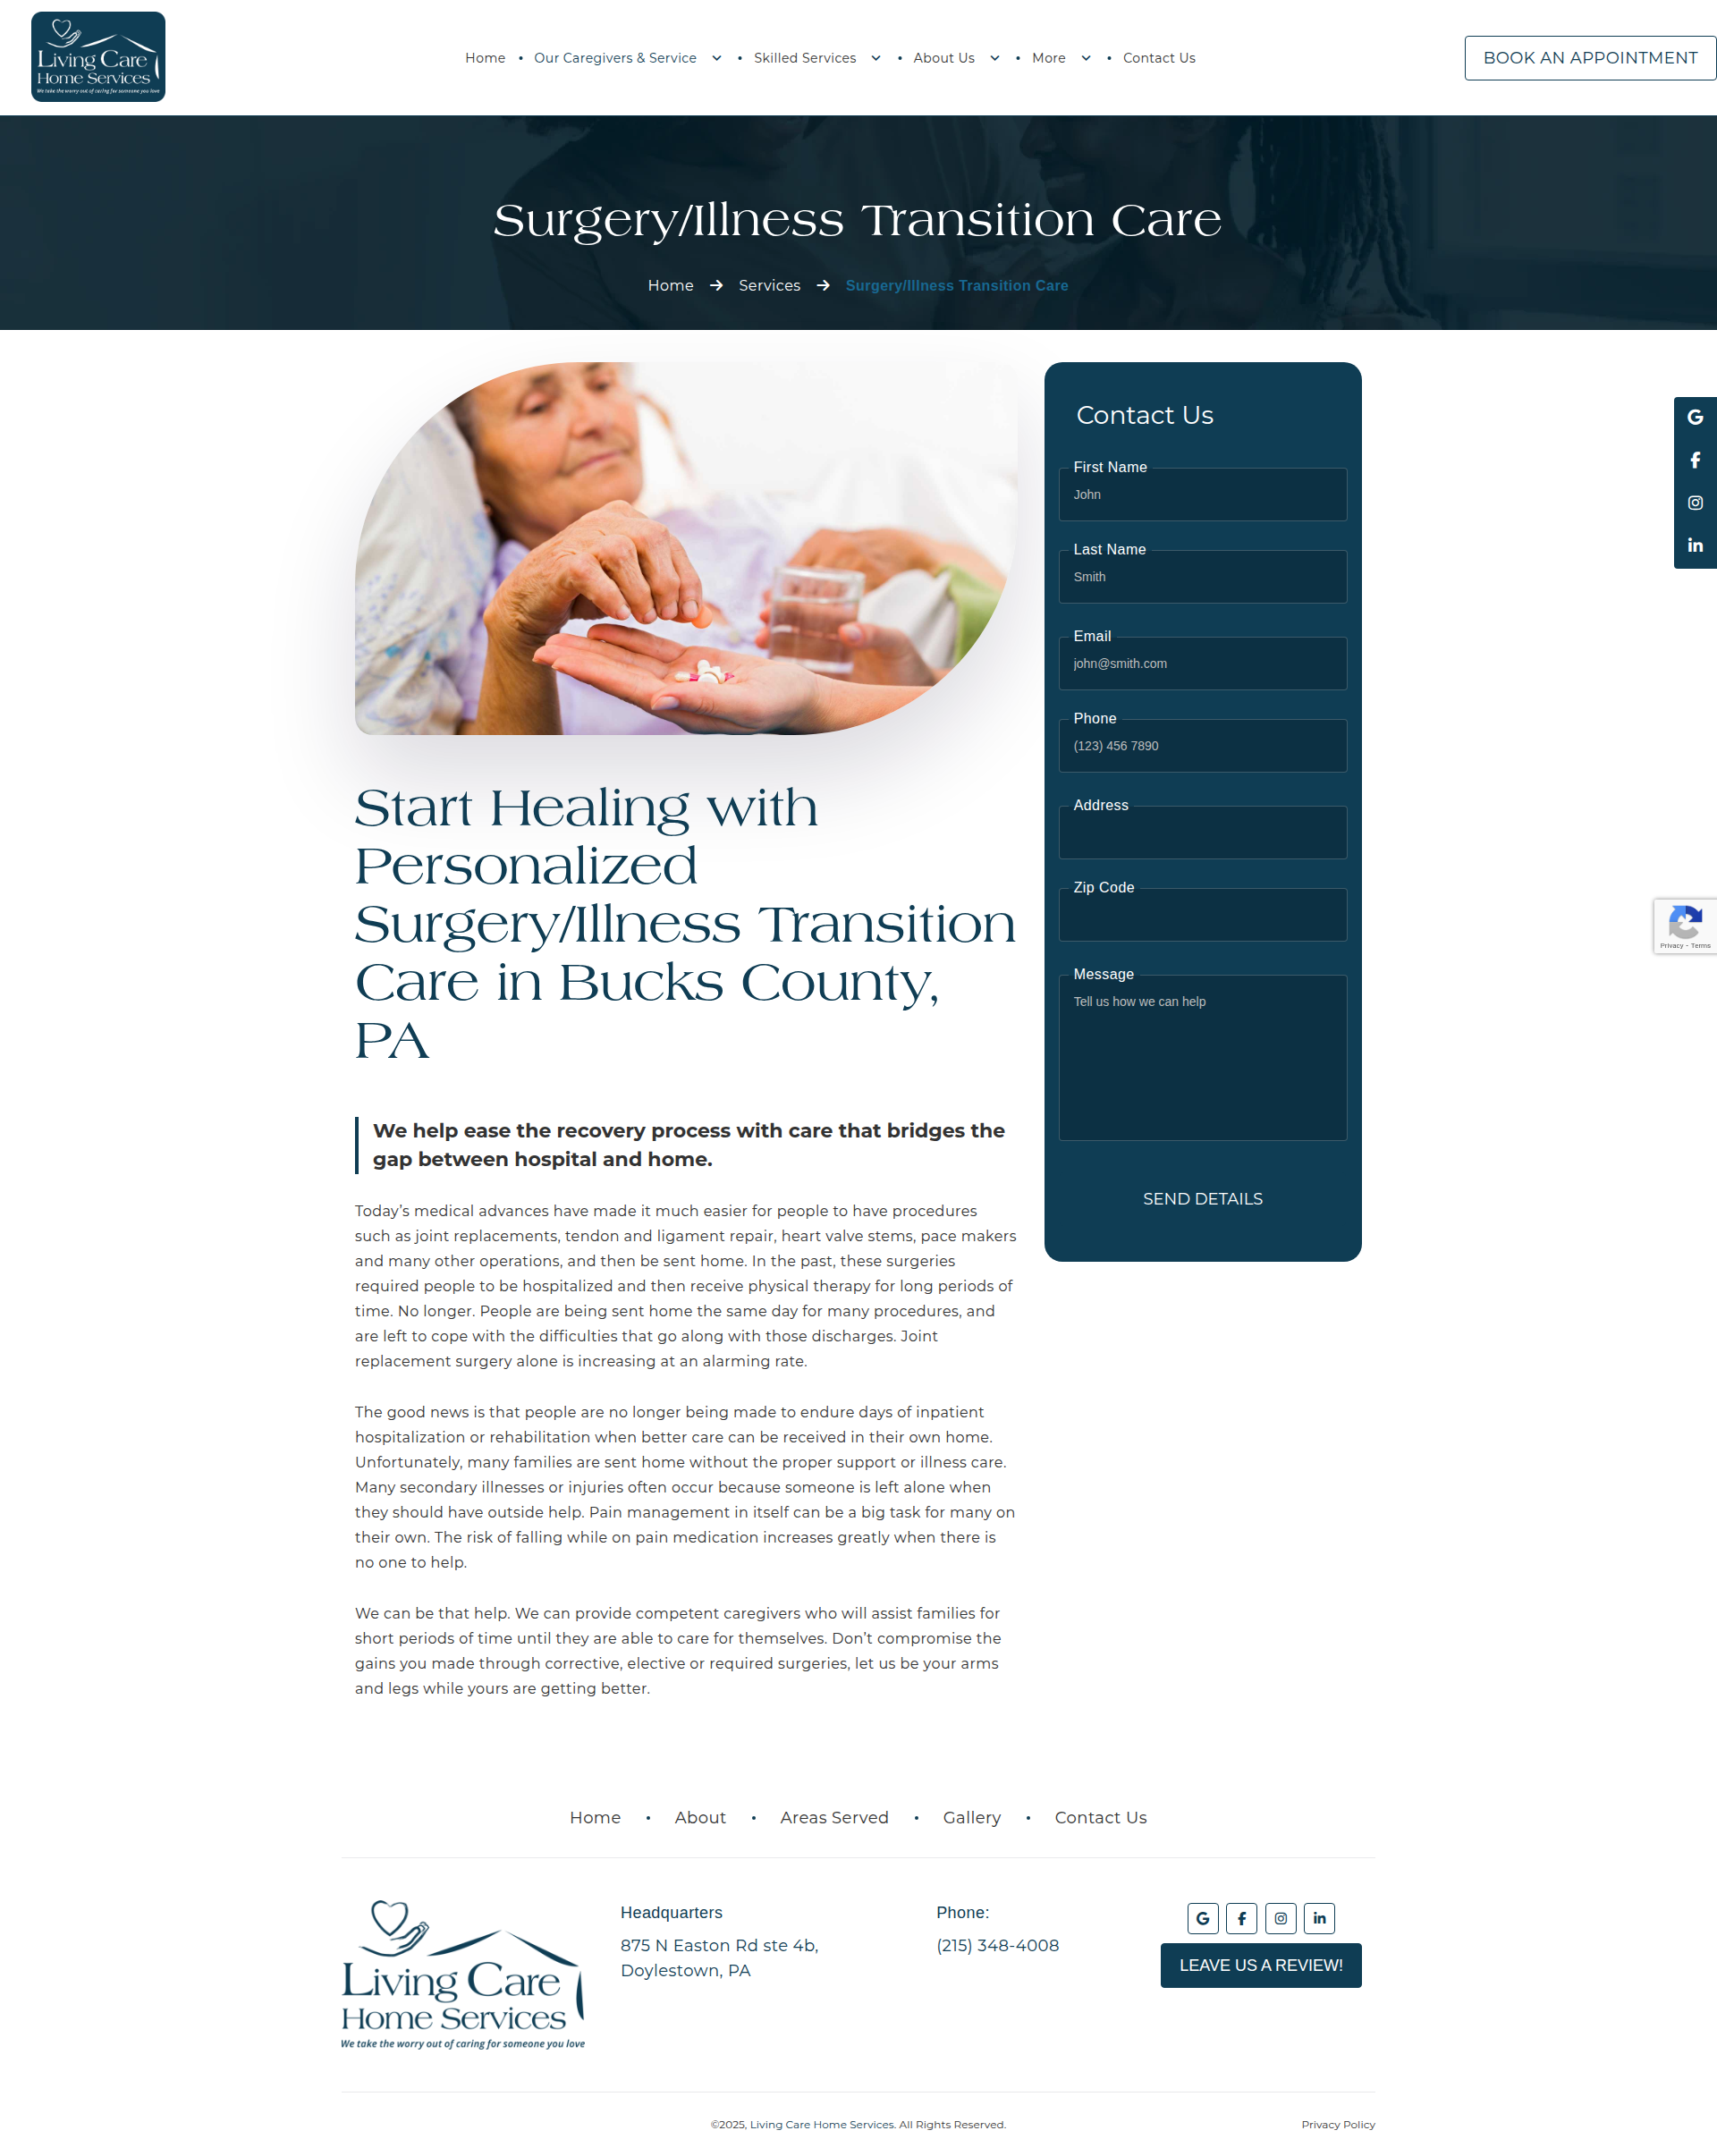 Living Care
Home Services
We take the worry out of caring for someone you love
Home • Our Caregivers & Service • Skilled Services • About Us • More • Contact Us
BOOK AN APPOINTMENT
Surgery/Illness Transition Care
Home → Services → Surgery/Illness Transition Care
Contact Us
First Name
John
Last Name
Smith
Email
john@smith.com
Phone
(123) 456 7890
Address
Zip Code
Message
Tell us how we can help
SEND DETAILS
Privacy - Terms
Start Healing with
Personalized
Surgery/Illness Transition
Care in Bucks County,
PA
We help ease the recovery process with care that bridges the
gap between hospital and home.
Today’s medical advances have made it much easier for people to have procedures
such as joint replacements, tendon and ligament repair, heart valve stems, pace makers
and many other operations, and then be sent home. In the past, these surgeries
required people to be hospitalized and then receive physical therapy for long periods of
time. No longer. People are being sent home the same day for many procedures, and
are left to cope with the difficulties that go along with those discharges. Joint
replacement surgery alone is increasing at an alarming rate.
The good news is that people are no longer being made to endure days of inpatient
hospitalization or rehabilitation when better care can be received in their own home.
Unfortunately, many families are sent home without the proper support or illness care.
Many secondary illnesses or injuries often occur because someone is left alone when
they should have outside help. Pain management in itself can be a big task for many on
their own. The risk of falling while on pain medication increases greatly when there is
no one to help.
We can be that help. We can provide competent caregivers who will assist families for
short periods of time until they are able to care for themselves. Don’t compromise the
gains you made through corrective, elective or required surgeries, let us be your arms
and legs while yours are getting better.
Home • About • Areas Served • Gallery • Contact Us
Living Care
Home Services
We take the worry out of caring for someone you love
Headquarters
875 N Easton Rd ste 4b,
Doylestown, PA
Phone:
(215) 348-4008
LEAVE US A REVIEW!
©2025, Living Care Home Services. All Rights Reserved.
Privacy Policy